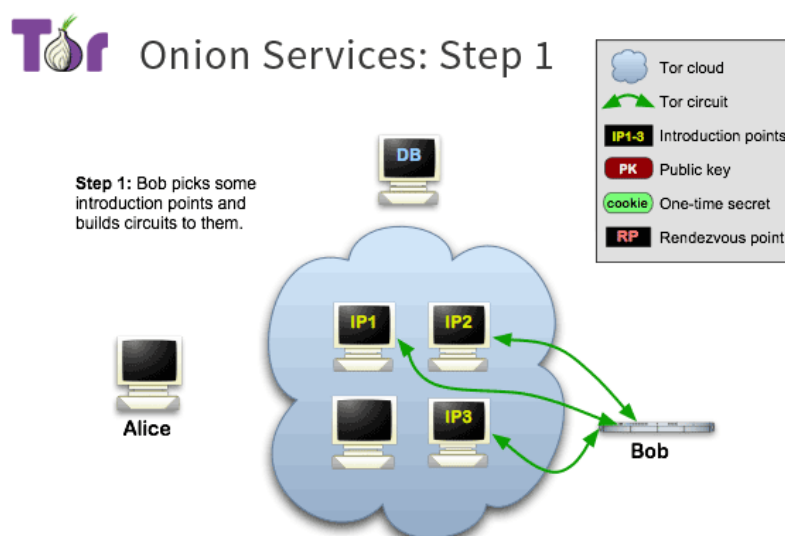 Tor
Onion Services: Step 1
Tor cloud
Tor circuit
IP1-3 Introduction points
PK Public key
cookie One-time secret
RP Rendezvous point
DB
Step 1: Bob picks some
introduction points and
builds circuits to them.
IP1
IP2
Alice
IP3
Bob